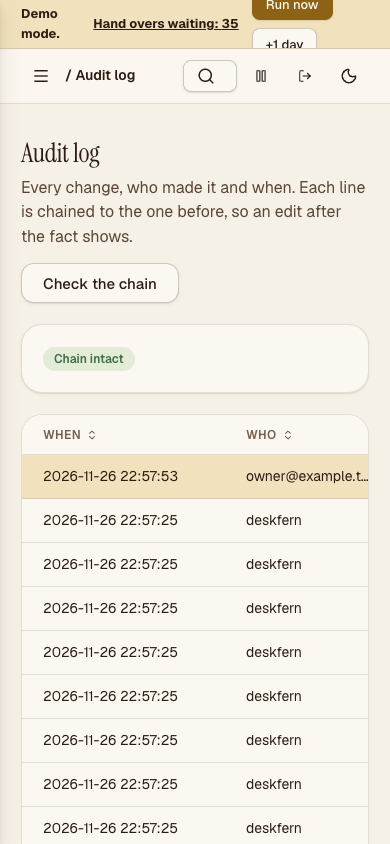 Demo mode.
Hand overs waiting: 35
Run now
+1 day
/ Audit log
Audit log
Every change, who made it and when. Each line
is chained to the one before, so an edit after
the fact shows.
Check the chain
Chain intact
WHEN WHO
2026-11-26 22:57:53 owner@example.t…
2026-11-26 22:57:25 deskfern
2026-11-26 22:57:25 deskfern
2026-11-26 22:57:25 deskfern
2026-11-26 22:57:25 deskfern
2026-11-26 22:57:25 deskfern
2026-11-26 22:57:25 deskfern
2026-11-26 22:57:25 deskfern
2026-11-26 22:57:25 deskfern